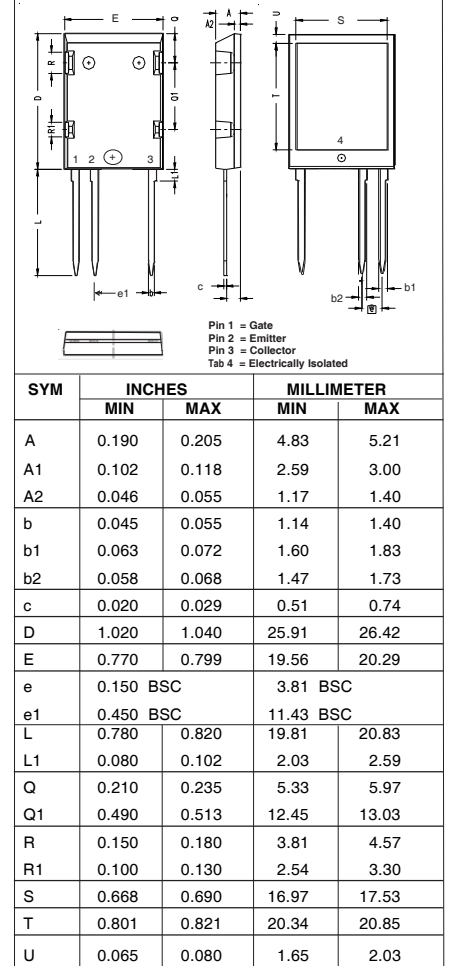 E
Q
A
A2
U
S
R
D
Q1
T
R1
4
1 2 3
L1
L
e1
b
c
b2
b1
e
Pin 1 = Gate
Pin 2 = Emitter
Pin 3 = Collector
Tab 4 = Electrically Isolated
SYM INCHES MILLIMETER
MIN MAX MIN MAX
A 0.190 0.205 4.83 5.21
A1 0.102 0.118 2.59 3.00
A2 0.046 0.055 1.17 1.40
b 0.045 0.055 1.14 1.40
b1 0.063 0.072 1.60 1.83
b2 0.058 0.068 1.47 1.73
c 0.020 0.029 0.51 0.74
D 1.020 1.040 25.91 26.42
E 0.770 0.799 19.56 20.29
e 0.150 BSC 3.81 BSC
e1 0.450 BSC 11.43 BSC
L 0.780 0.820 19.81 20.83
L1 0.080 0.102 2.03 2.59
Q 0.210 0.235 5.33 5.97
Q1 0.490 0.513 12.45 13.03
R 0.150 0.180 3.81 4.57
R1 0.100 0.130 2.54 3.30
S 0.668 0.690 16.97 17.53
T 0.801 0.821 20.34 20.85
U 0.065 0.080 1.65 2.03